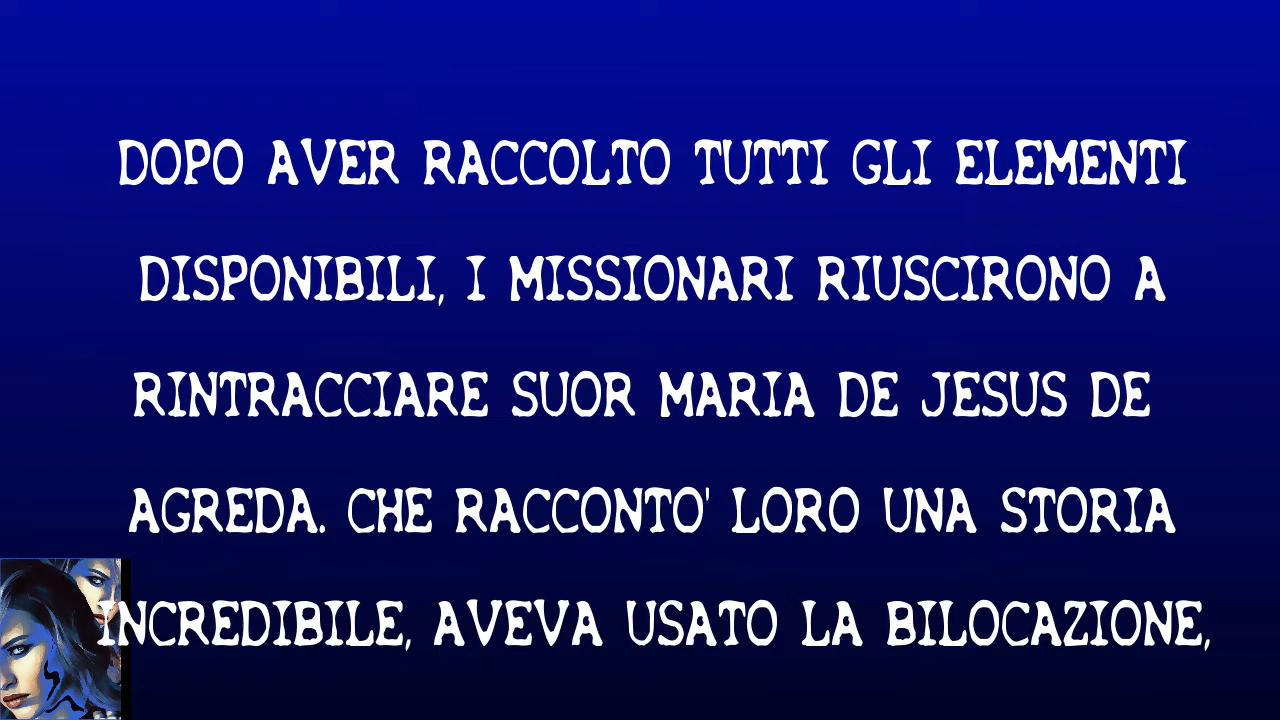 DOPO AVER RACCOLTO TUTTI GLI ELEMENTI
DISPONIBILI, I MISSIONARI RIUSCIRONO A
RINTRACCIARE SUOR MARIA DE JESUS DE
AGREDA. CHE RACCONTO' LORO UNA STORIA
INCREDIBILE, AVEVA USATO LA BILOCAZIONE,